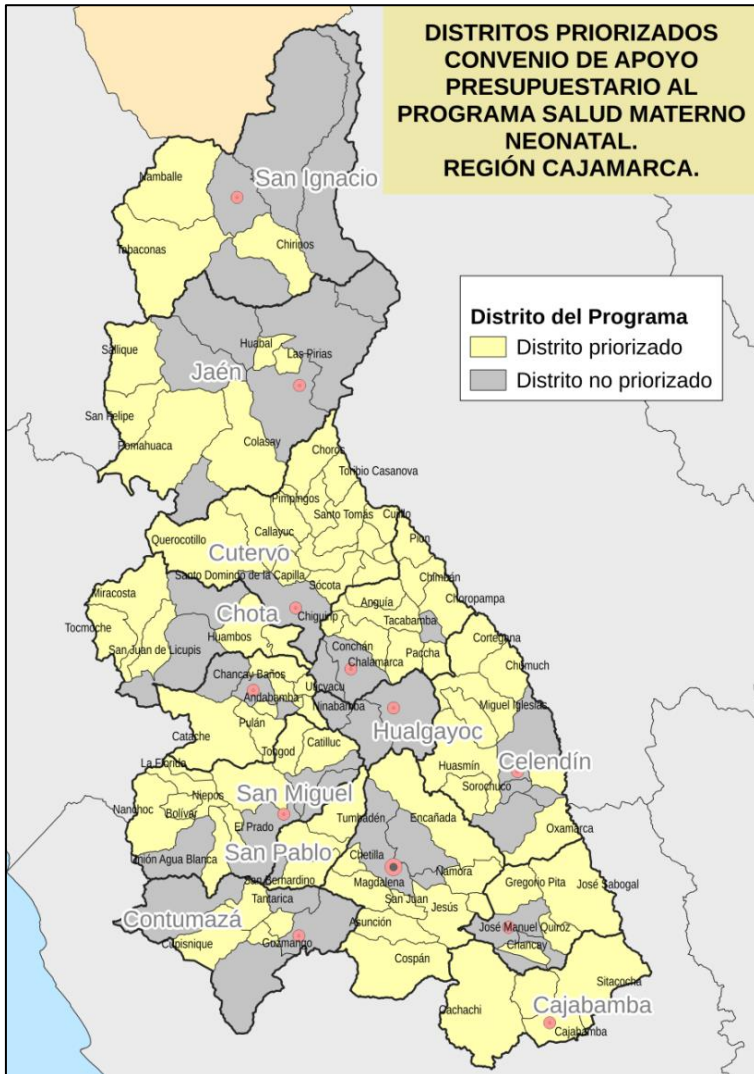 DISTRITOS PRIORIZADOS
CONVENIO DE APOYO
PRESUPUESTARIO AL
PROGRAMA SALUD MATERNO
NEONATAL.
REGIÓN CAJAMARCA.
Namballe
San Ignacio
Tabaconas
Chirinos
Distrito del Programa
Distrito priorizado
Distrito no priorizado
Sallique
Huabal
Las Pirias
Jaén
San Felipe
Pomahuaca
Colasay
Choros
Toribio Casanova
Pimpingos
Santo Tomás
Cujillo
Querocotillo
Callayuc
Pion
Cutervo
Santo Domingo de la Capilla
Sócota
Chimbán
Miracosta
Choropampa
Chota
Anguía
Chiguirip
Tacabamba
Tocmoche
Huambos
San Juan de Licupis
Conchán
Paccha
Cortegana
Chalamarca
Chumuch
Chancay Baños
Uticyacu
Andabamba
Ninabamba
Miguel Iglesias
Pulán
Catache
Hualgayoc
Catilluc
Tongod
La Florida
Huasmín
Celendín
Niepos
San Miguel
Sorochuco
Nanchoc
Bolívar
El Prado
Tumbadén
Encañada
Oxamarca
Unión Agua Blanca
San Pablo
Chetilla
Namora
San Bernardino
Magdalena
Gregorio Pita
José Sabogal
Tantarica
San Juan
Jesús
Contumazá
Asunción
José Manuel Quiroz
Cupisnique
Guzmango
Chancay
Cospán
Sitacocha
Cachachi
Cajabamba
Cajabamba